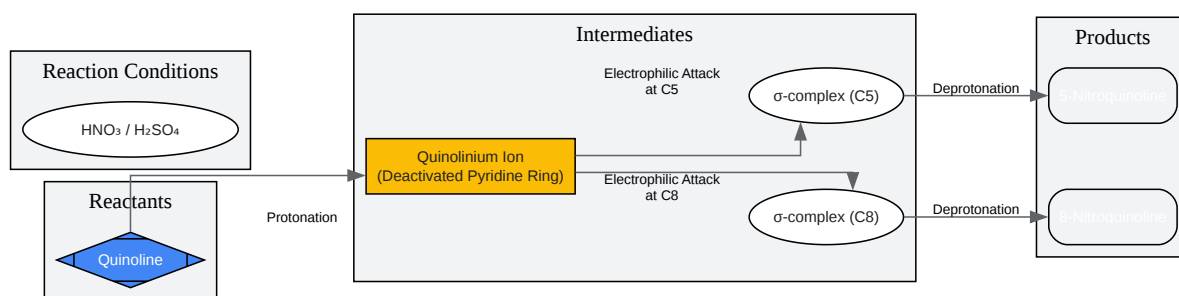 Reaction Conditions
HNO₃ / H₂SO₄
Reactants
Quinoline
Protonation
Intermediates
Quinolinium Ion
(Deactivated Pyridine Ring)
Electrophilic Attack
at C5
Electrophilic Attack
at C8
σ-complex (C5)
σ-complex (C8)
Deprotonation
Deprotonation
Products
5-Nitroquinoline
8-Nitroquinoline